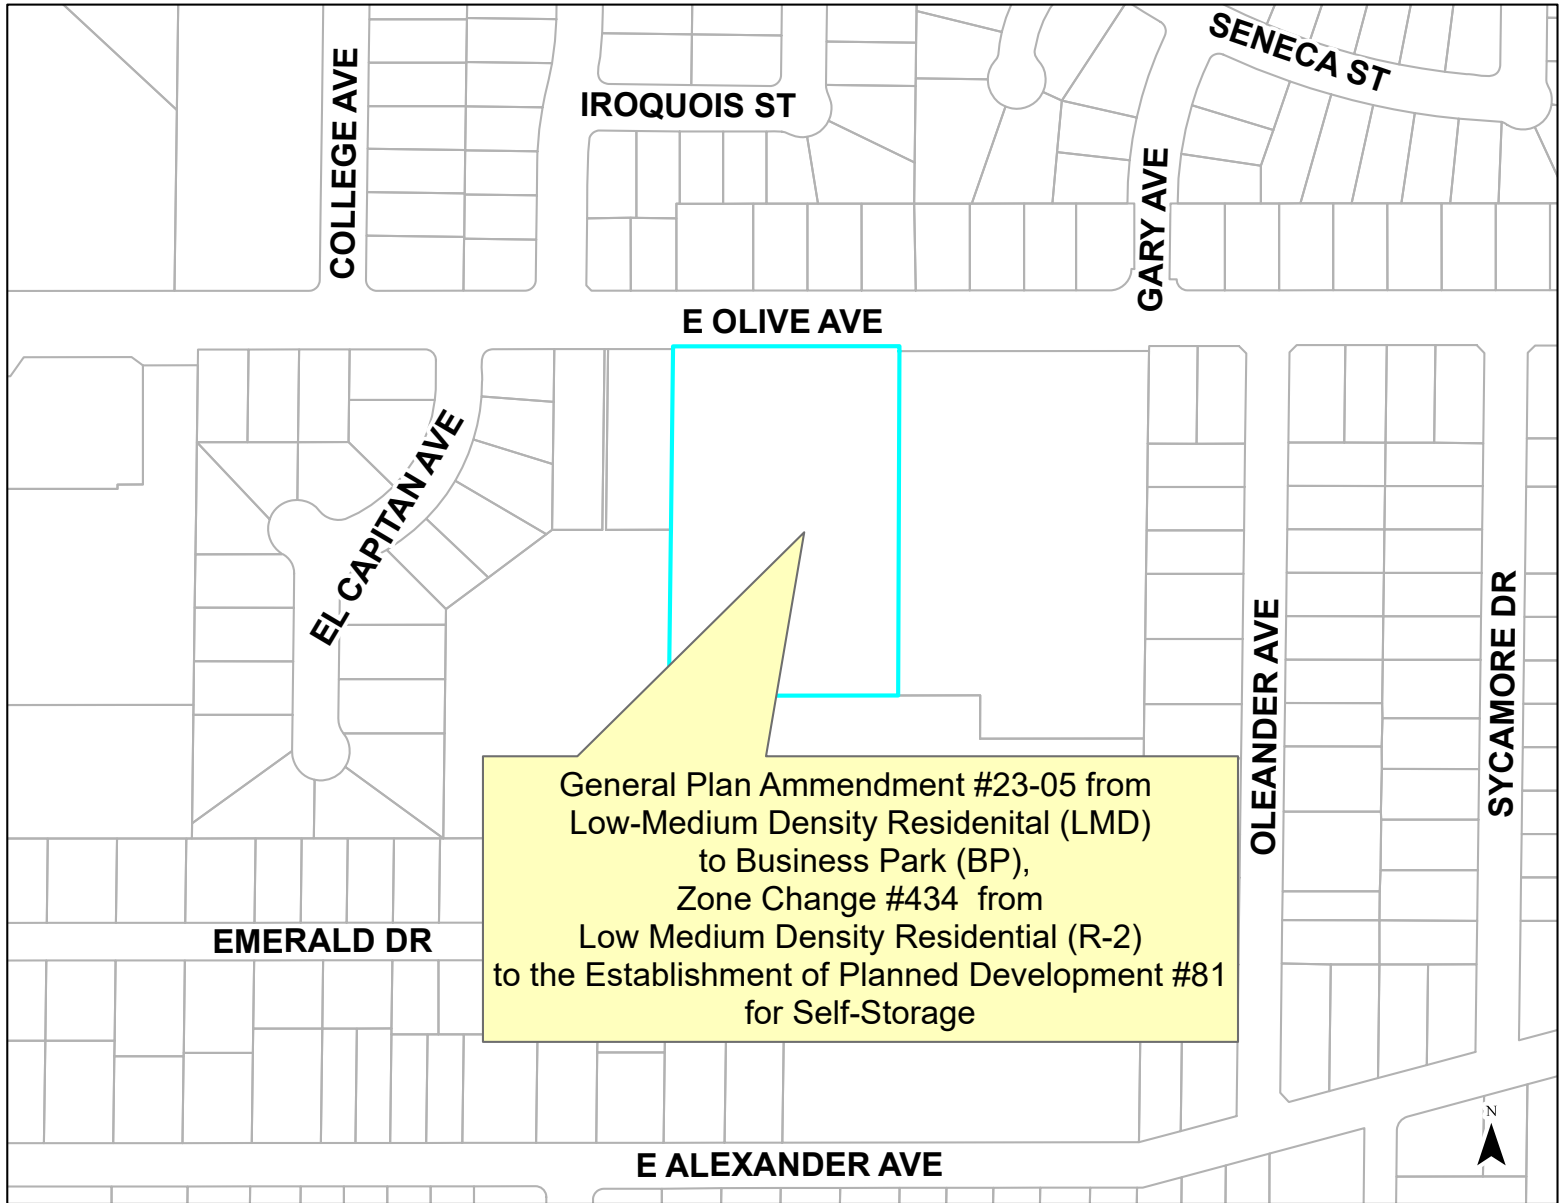 SENECA ST
COLLEGE AVE
IROQUOIS ST
GARY AVE
E OLIVE AVE
EL CAPITAN AVE
OLEANDER AVE
SYCAMORE DR
General Plan Ammendment #23-05 from
Low-Medium Density Residenital (LMD)
to Business Park (BP),
Zone Change #434 from
Low Medium Density Residential (R-2)
to the Establishment of Planned Development #81
for Self-Storage
EMERALD DR
N
E ALEXANDER AVE